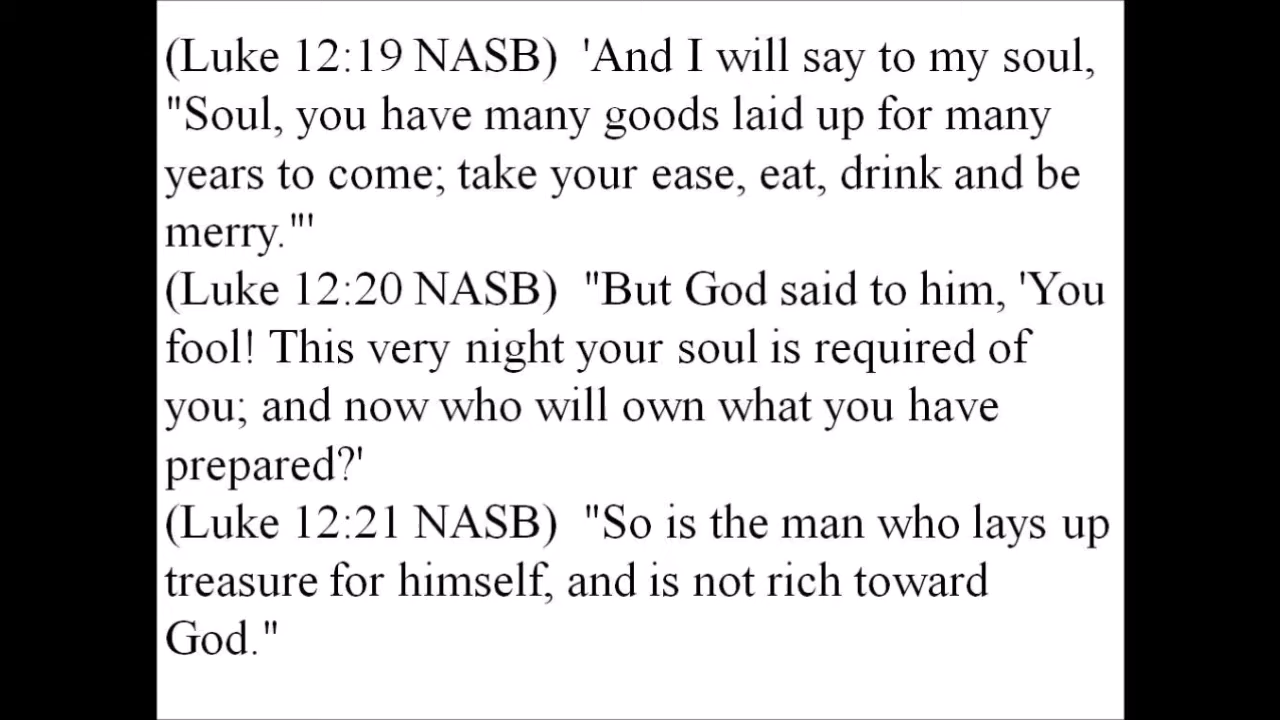 (Luke 12:19 NASB)  'And I will say to my soul,
"Soul, you have many goods laid up for many
years to come; take your ease, eat, drink and be
merry."'
(Luke 12:20 NASB)  "But God said to him, 'You
fool! This very night your soul is required of
you; and now who will own what you have
prepared?'
(Luke 12:21 NASB)  "So is the man who lays up
treasure for himself, and is not rich toward
God."